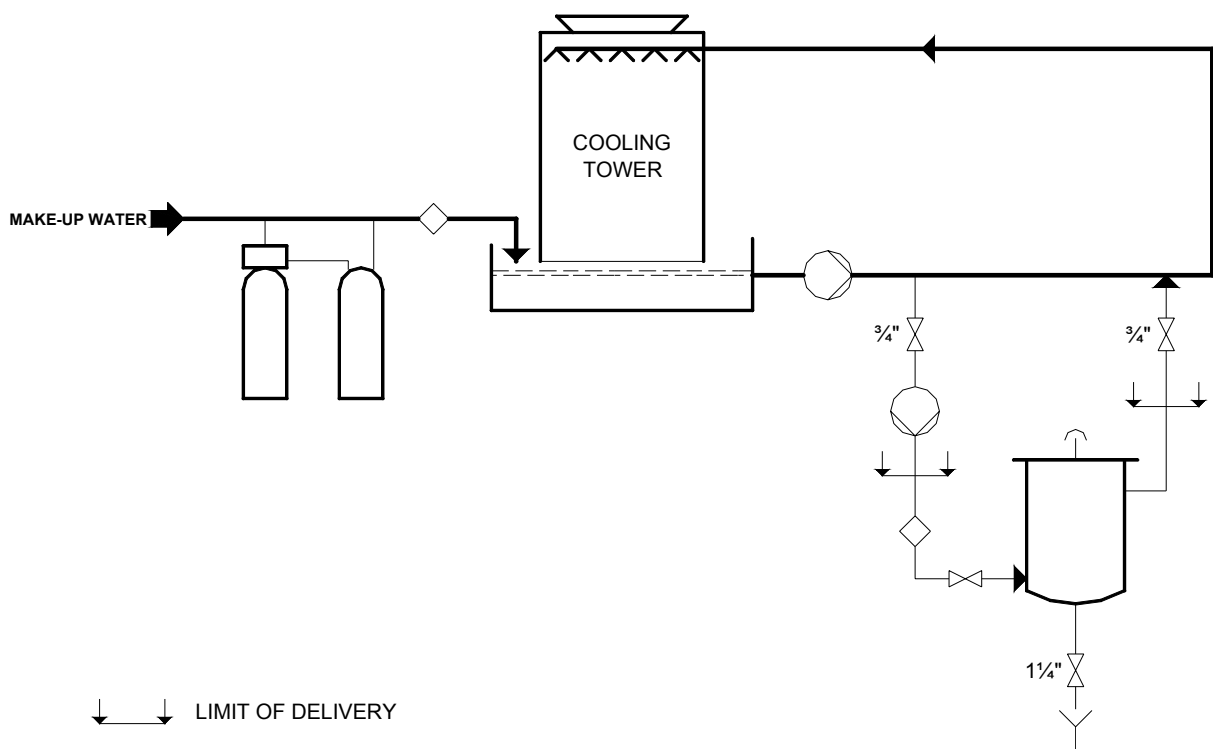 COOLING
TOWER
MAKE-UP WATER
¾"
¾"
1¼"
LIMIT OF DELIVERY